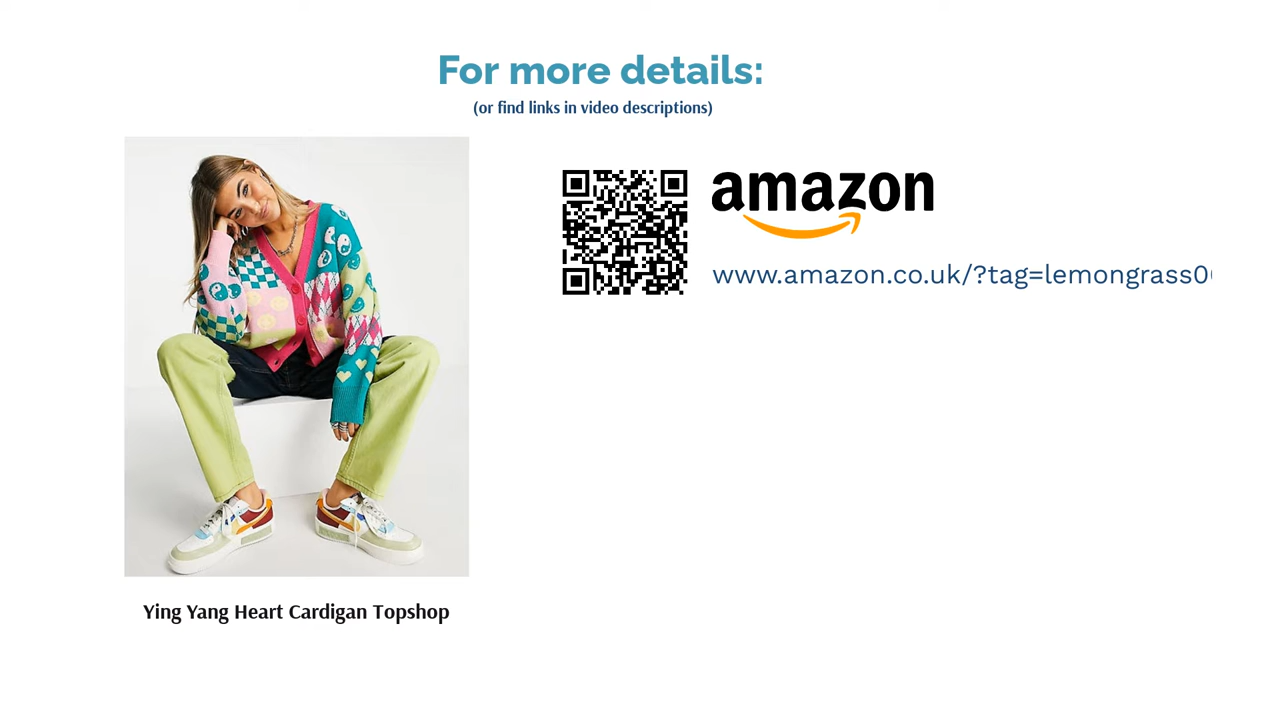 For more details:
(or find links in video descriptions)
amazon
www.amazon.co.uk/?tag=lemongrass0
Ying Yang Heart Cardigan Topshop